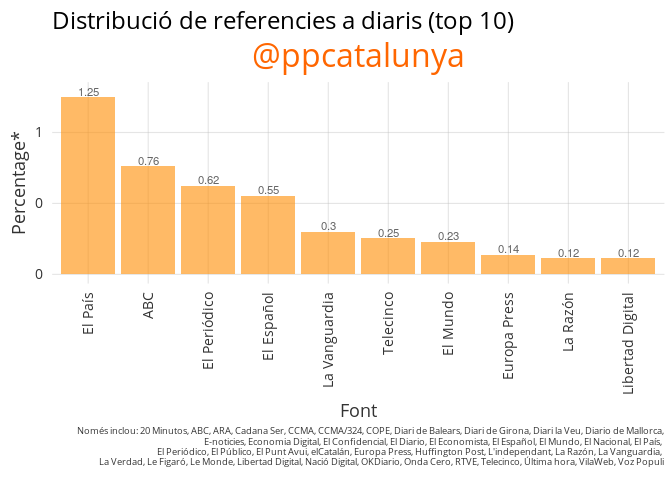 Distribució de referencies a diaris (top 10)
@ppcatalunya
Percentage*
1
0
0
1.25
0.76
0.62
0.55
0.3
0.25
0.23
0.14
0.12
0.12
El País
ABC
El Periódico
El Español
La Vanguardia
Telecinco
El Mundo
Europa Press
La Razón
Libertad Digital
Font
Només inclou: 20 Minutos, ABC, ARA, Cadana Ser, CCMA, CCMA/324, COPE, Diari de Balears, Diari de Girona, Diari la Veu, Diario de Mallorca,
E-noticies, Economia Digital, El Confidencial, El Diario, El Economista, El Español, El Mundo, El Nacional, El País,
El Periódico, El Público, El Punt Avui, elCatalán, Europa Press, Huffington Post, L'independant, La Razón, La Vanguardia,
La Verdad, Le Figaró, Le Monde, Libertad Digital, Nació Digital, OKDiario, Onda Cero, RTVE, Telecinco, Última hora, VilaWeb, Voz Populi